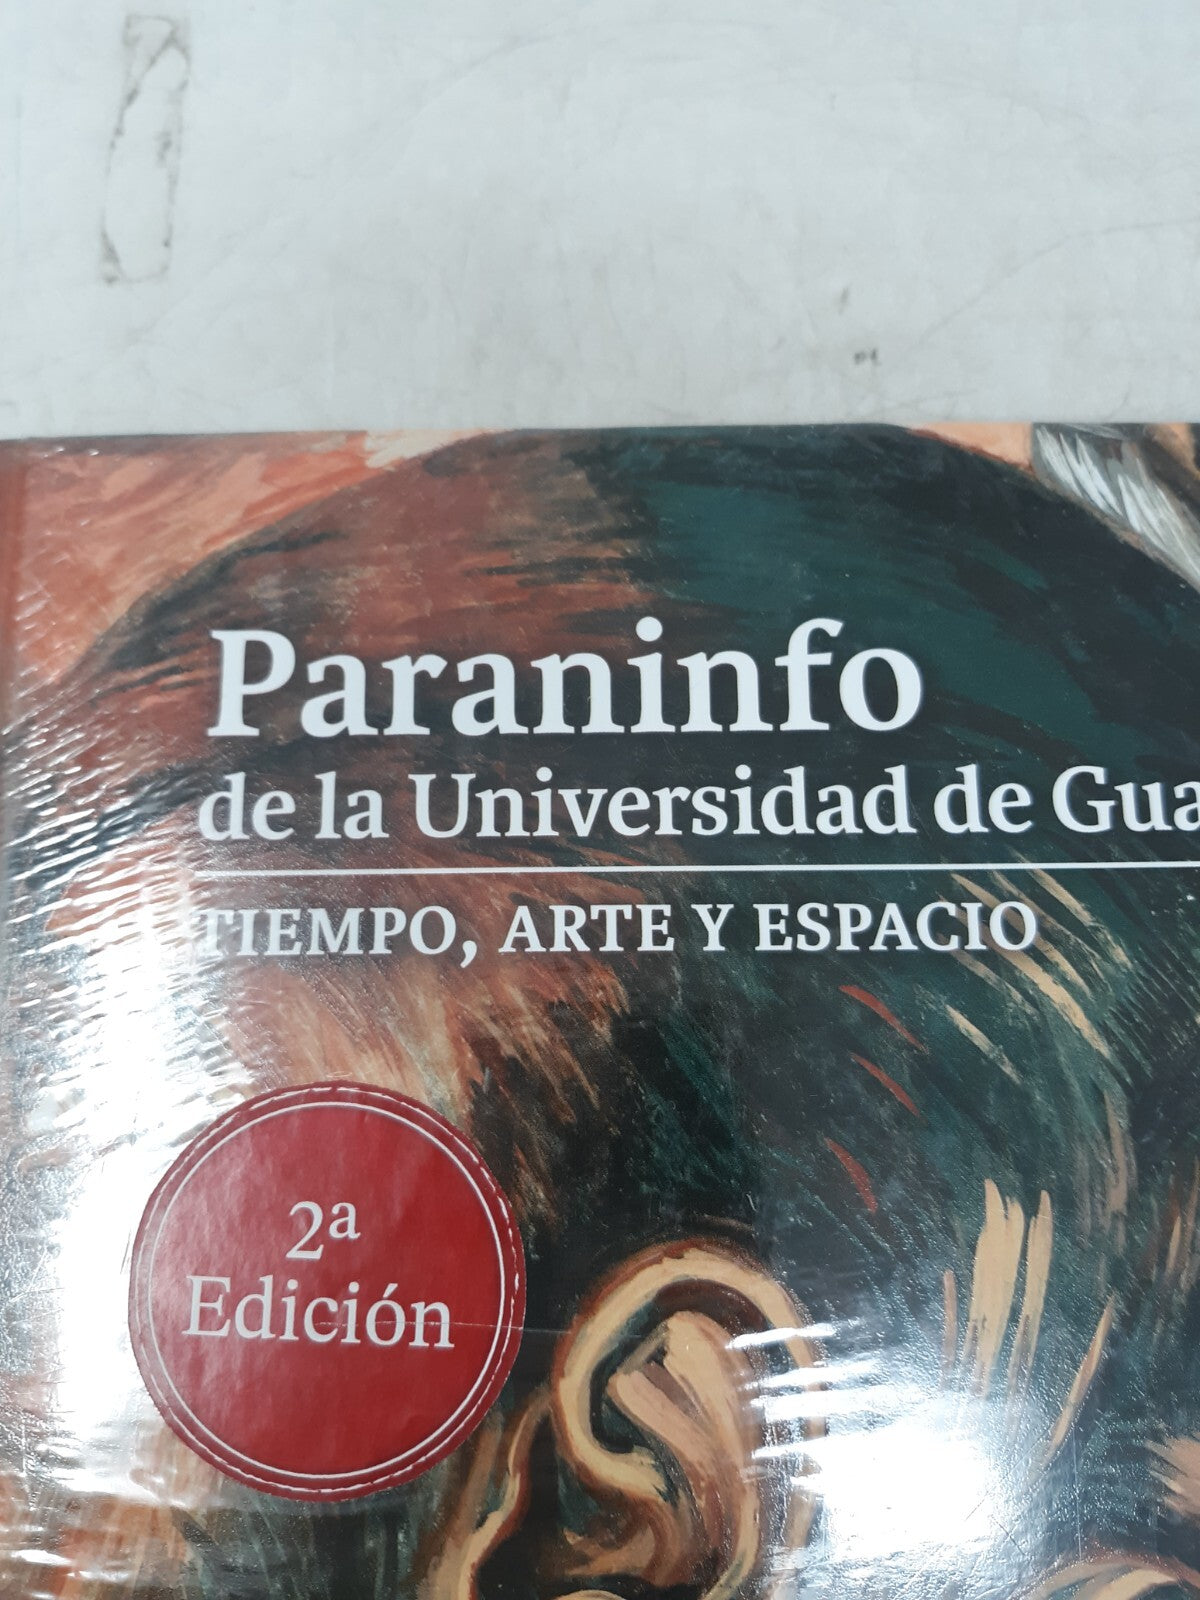 Paraninfo
de la Universidad de Gua
TIEMPO, ARTE Y ESPACIO
2ª
Edición